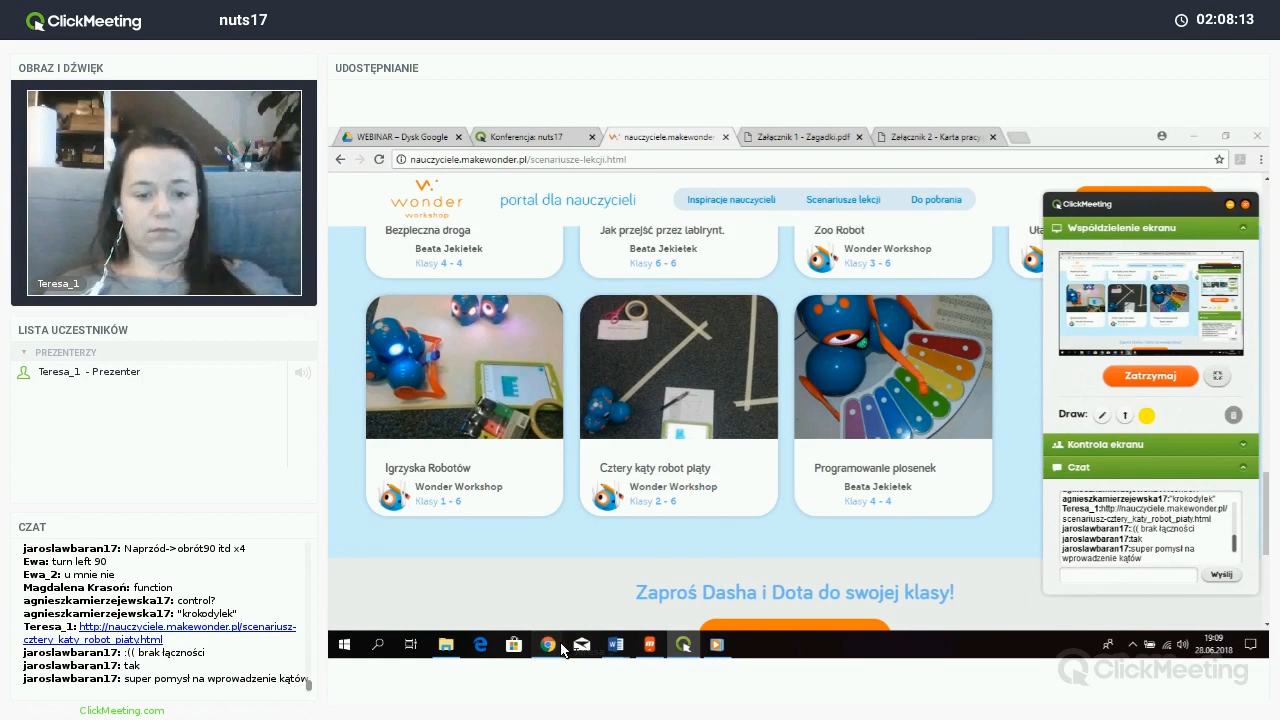 ClickMeeting
nuts17
02:08:13
OBRAZ I DŹWIĘK
Teresa_1
LISTA UCZESTNIKÓW
PREZENTERZY
Teresa_1 - Prezenter
CZAT
jaroslawbaran17: Naprzód->obrót90 itd x4
Ewa: turn left 90
Ewa_2: u mnie nie
Magdalena Krasoń: function
agnieszkamierzejewska17: control?
agnieszkamierzejewska17: "krokodylek"
Teresa_1: http://nauczyciele.makewonder.pl/scenariusz-
cztery_katy_robot_piaty.html
jaroslawbaran17: :(( brak łączności
jaroslawbaran17: tak
jaroslawbaran17: super pomysł na wprowadzenie kątów
ClickMeeting.com
UDOSTĘPNIANIE
WEBINAR – Dysk Google
Konferencja: nuts17
nauczyciele.makewonde
Załącznik 1 - Zagadki.pdf
Załącznik 2 - Karta pracy
nauczyciele.makewonder.pl/scenariusze-lekcji.html
wonder
workshop
portal dla nauczycieli
Inspiracje nauczycieli
Scenariusze lekcji
Do pobrania
Bezpieczna droga
Beata Jekiełek
Klasy 4 - 4
Jak przejść przez labirynt.
Beata Jekiełek
Klasy 6 - 6
Zoo Robot
Wonder Workshop
Klasy 3 - 6
Igrzyska Robotów
Wonder Workshop
Klasy 1 - 6
Cztery kąty robot piąty
Wonder Workshop
Klasy 2 - 6
Programowanie piosenek
Beata Jekiełek
Klasy 4 - 4
Zaproś Dasha i Dota do swojej klasy!
ClickMeeting
Współdzielenie ekranu
Zatrzymaj
Draw:
Kontrola ekranu
Czat
agnieszkamierzejewska17:"krokodylek"
Teresa_1:http://nauczyciele.makewonder.pl/
scenariusz-cztery_katy_robot_piaty.html
jaroslawbaran17::(( brak łączności
jaroslawbaran17:tak
jaroslawbaran17:super pomysł na
wprowadzenie kątów
Wyślij
19:09
28.06.2018
ClickMeeting